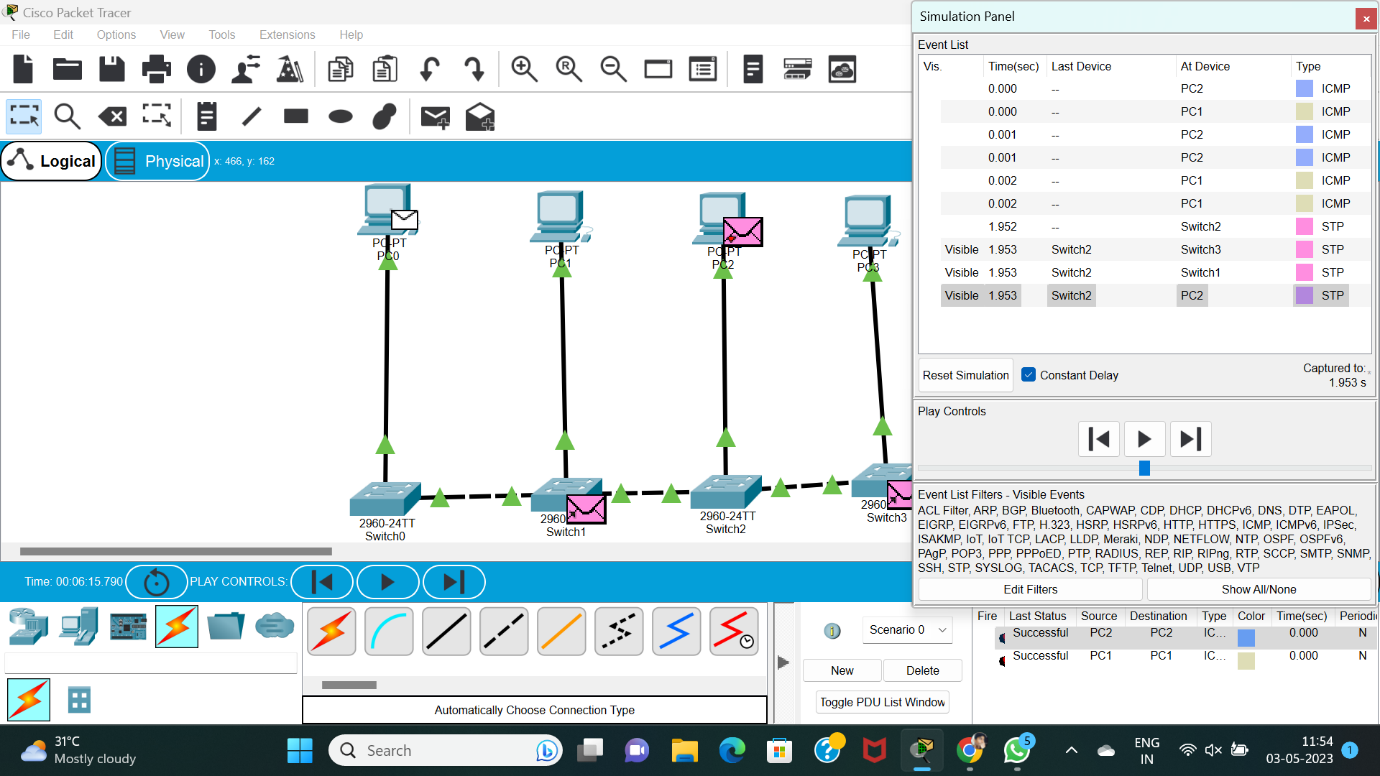 Cisco Packet Tracer
File Edit Options View Tools Extensions Help
Logical
Physical
x: 466, y: 162
PC-PT
PC0
PC-PT
PC1
PC-PT
PC2
PC-PT
PC3
2960-24TT
Switch0
2960
Switch1
2960-24TT
Switch2
2960
Switch3
Simulation Panel
Event List
Vis. Time(sec) Last Device At Device Type
0.000 -- PC2 ICMP
0.000 -- PC1 ICMP
0.001 -- PC2 ICMP
0.001 -- PC2 ICMP
0.002 -- PC1 ICMP
0.002 -- PC1 ICMP
1.952 -- Switch2 STP
Visible 1.953 Switch2 Switch3 STP
Visible 1.953 Switch2 Switch1 STP
Visible 1.953 Switch2 PC2 STP
Reset Simulation
Constant Delay
Captured to:
1.953 s
Play Controls
Event List Filters - Visible Events
ACL Filter, ARP, BGP, Bluetooth, CAPWAP, CDP, DHCP, DHCPv6, DNS, DTP, EAPOL,
EIGRP, EIGRPv6, FTP, H.323, HSRP, HSRPv6, HTTP, HTTPS, ICMP, ICMPv6, IPSec,
ISAKMP, IoT, IoT TCP, LACP, LLDP, Meraki, NDP, NETFLOW, NTP, OSPF, OSPFv6,
PAgP, POP3, PPP, PPPoED, PTP, RADIUS, REP, RIP, RIPng, RTP, SCCP, SMTP, SNMP,
SSH, STP, SYSLOG, TACACS, TCP, TFTP, Telnet, UDP, USB, VTP
Edit Filters
Show All/None
Time: 00:06:15.790
PLAY CONTROLS:
Automatically Choose Connection Type
Scenario 0
New
Delete
Toggle PDU List Window
Fire Last Status Source Destination Type Color Time(sec) Periodi
Successful PC2 PC2 IC... 0.000 N
Successful PC1 PC1 IC... 0.000 N
31°C
Mostly cloudy
Search
5
ENG
IN
11:54
03-05-2023
1